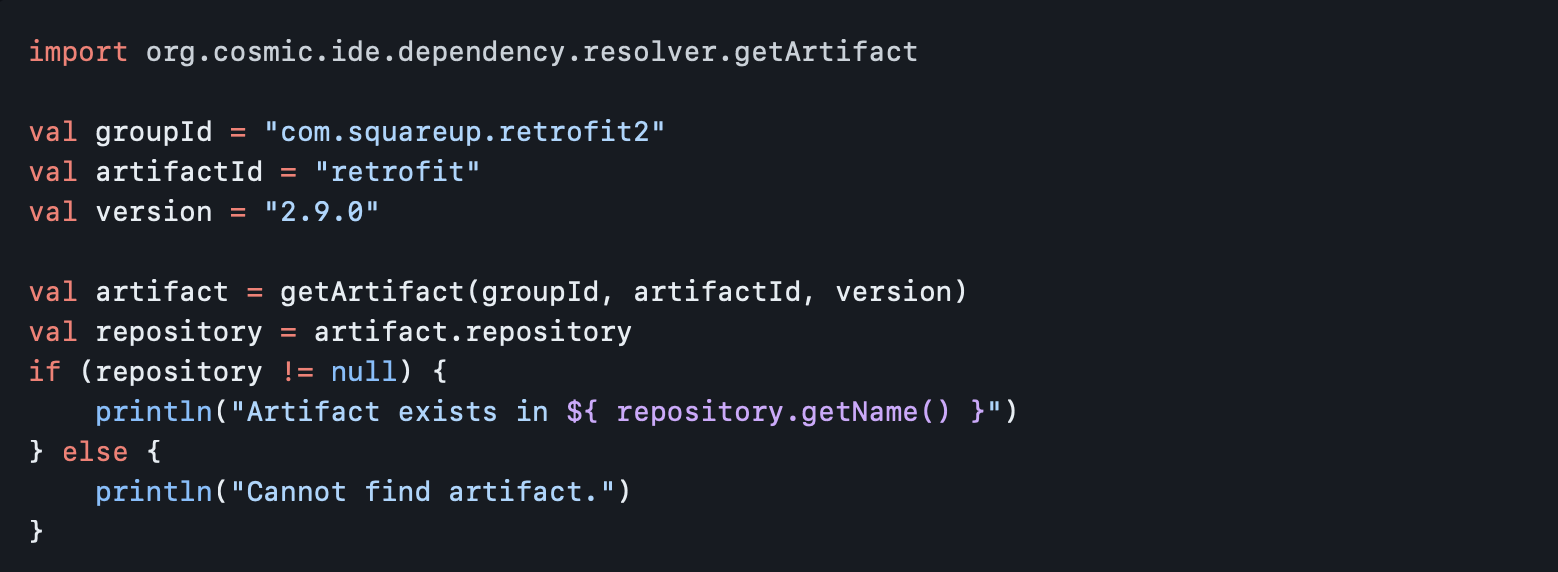 import org.cosmic.ide.dependency.resolver.getArtifact
val groupId = "com.squareup.retrofit2"
val artifactId = "retrofit"
val version = "2.9.0"
val artifact = getArtifact(groupId, artifactId, version)
val repository = artifact.repository
if (repository != null) {
    println("Artifact exists in ${ repository.getName() }")
} else {
    println("Cannot find artifact.")
}